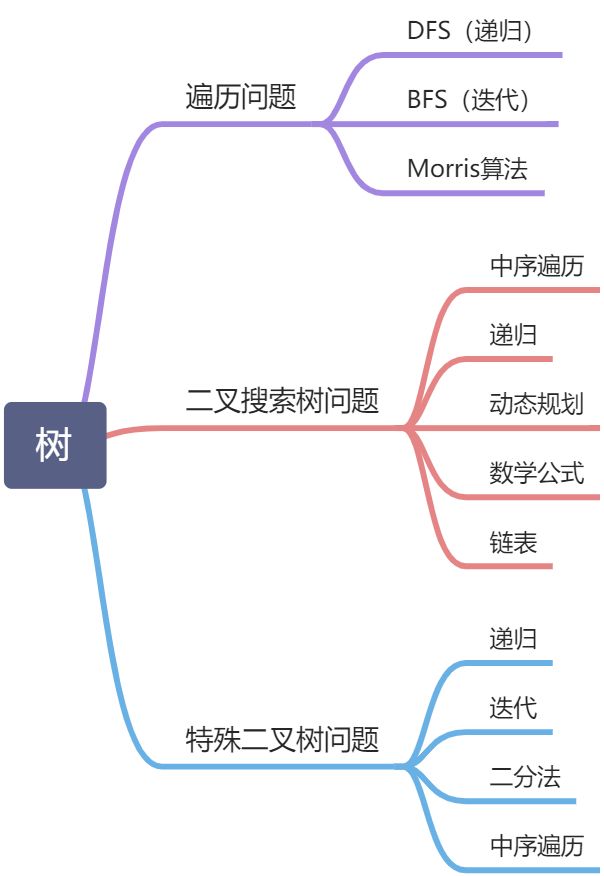 树
遍历问题
DFS（递归）
BFS（迭代）
Morris算法
二叉搜索树问题
中序遍历
递归
动态规划
数学公式
链表
特殊二叉树问题
递归
迭代
二分法
中序遍历